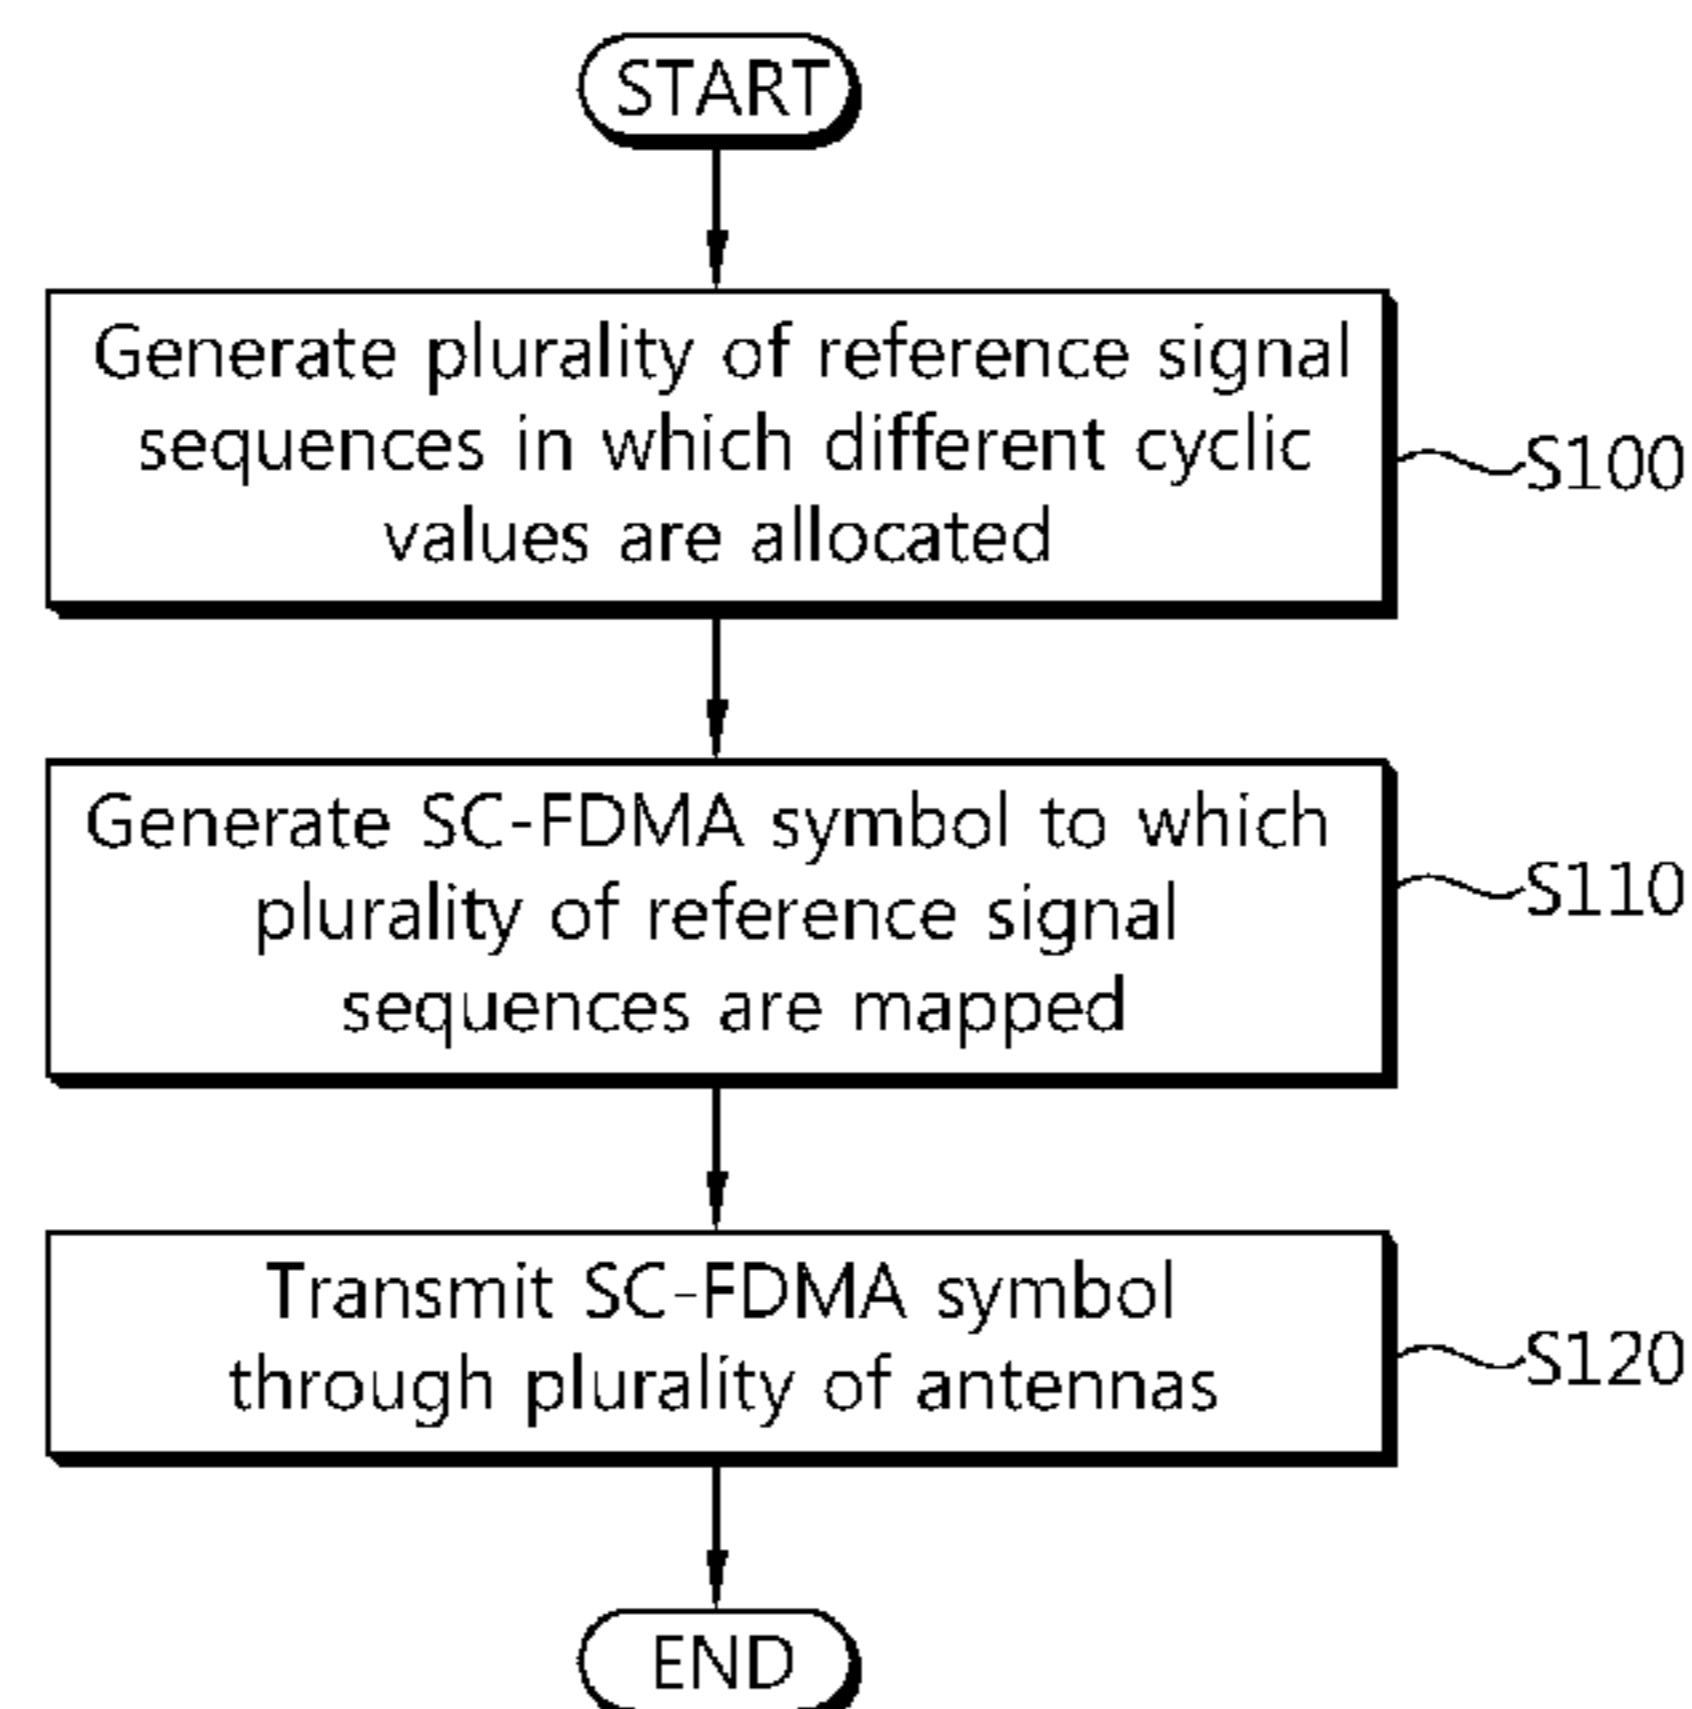 START
Generate plurality of reference signal
sequences in which different cyclic
values are allocated
S100
Generate SC-FDMA symbol to which
plurality of reference signal
sequences are mapped
S110
Transmit SC-FDMA symbol
through plurality of antennas
S120
END